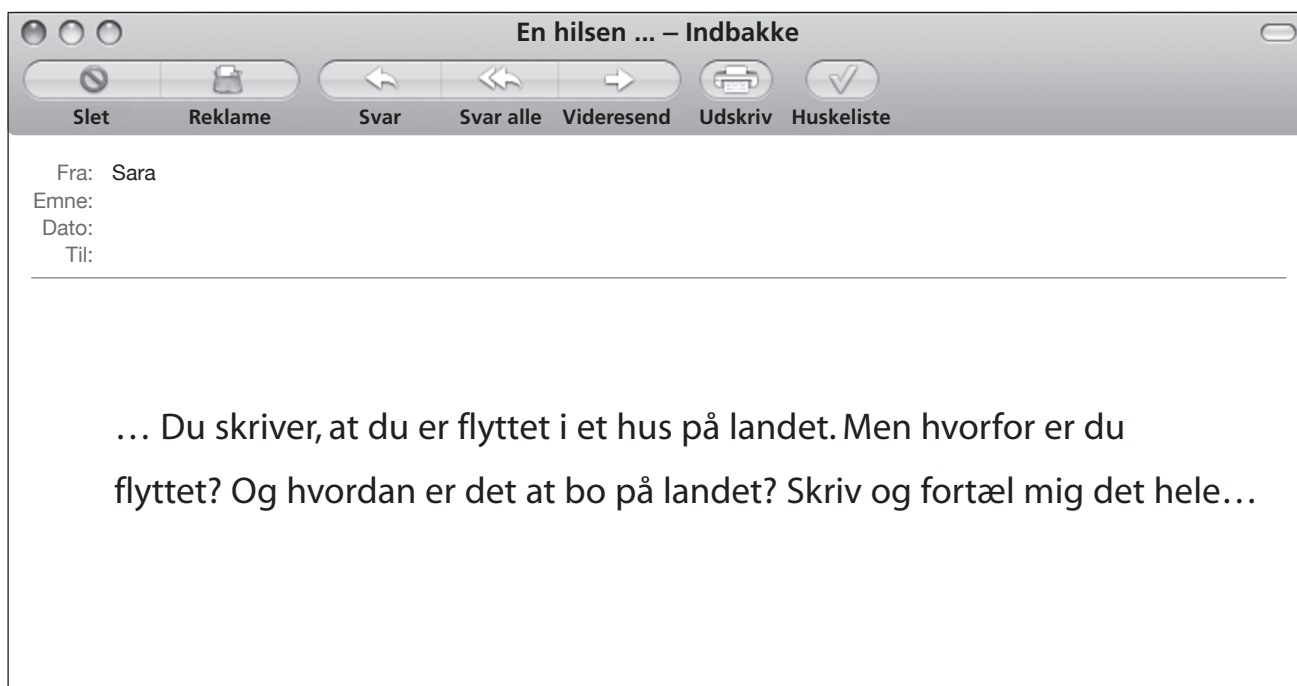 En hilsen ... – Indbakke
Slet Reklame Svar Svar alle Videresend Udskriv Huskeliste
Fra: Sara
Emne:
Dato:
Til:
… Du skriver, at du er flyttet i et hus på landet. Men hvorfor er du
flyttet? Og hvordan er det at bo på landet? Skriv og fortæl mig det hele…